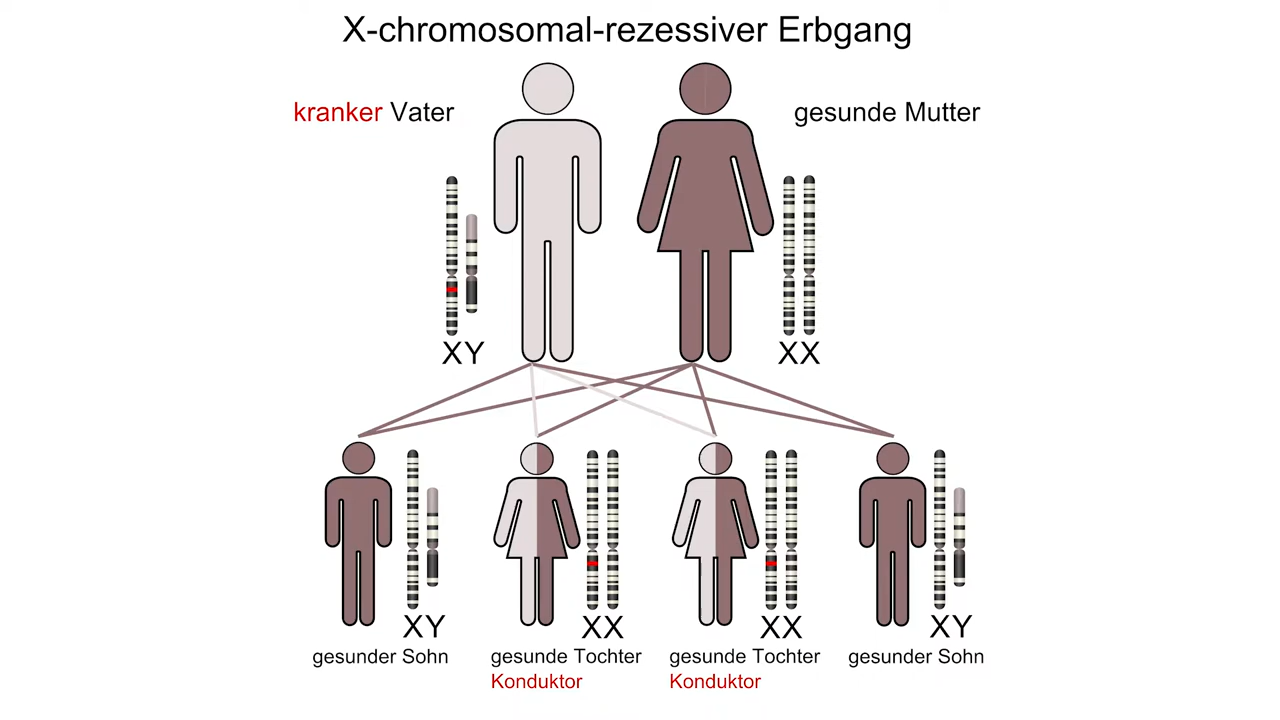 X-chromosomal-rezessiver Erbgang
kranker Vater
gesunde Mutter
XY
XX
XY
XX
XX
XY
gesunder Sohn
gesunde Tochter
Konduktor
gesunde Tochter
Konduktor
gesunder Sohn